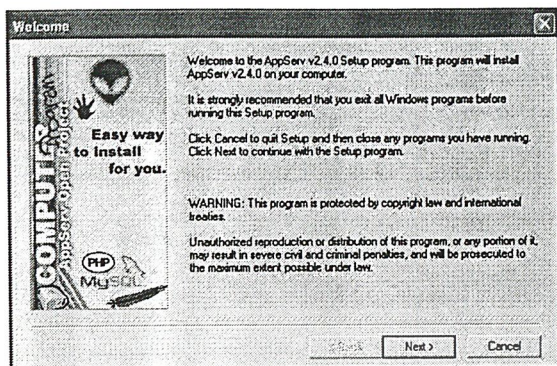 Welcome
Welcome to the AppServ v2.4.0 Setup program. This program will install
AppServ v2.4.0 on your computer.
It is strongly recommended that you exit all Windows programs before
running this Setup program.
Click Cancel to quit Setup and then close any programs you have running.
Click Next to continue with the Setup program.
WARNING: This program is protected by copyright law and international
treaties.
Unauthorized reproduction or distribution of this program, or any portion of it,
may result in severe civil and criminal penalties, and will be prosecuted to
the maximum extent possible under law.
COMPUTER
AppServ Open Project
Easy way
to Install
for you.
PHP
MySQL
< Back
Next >
Cancel